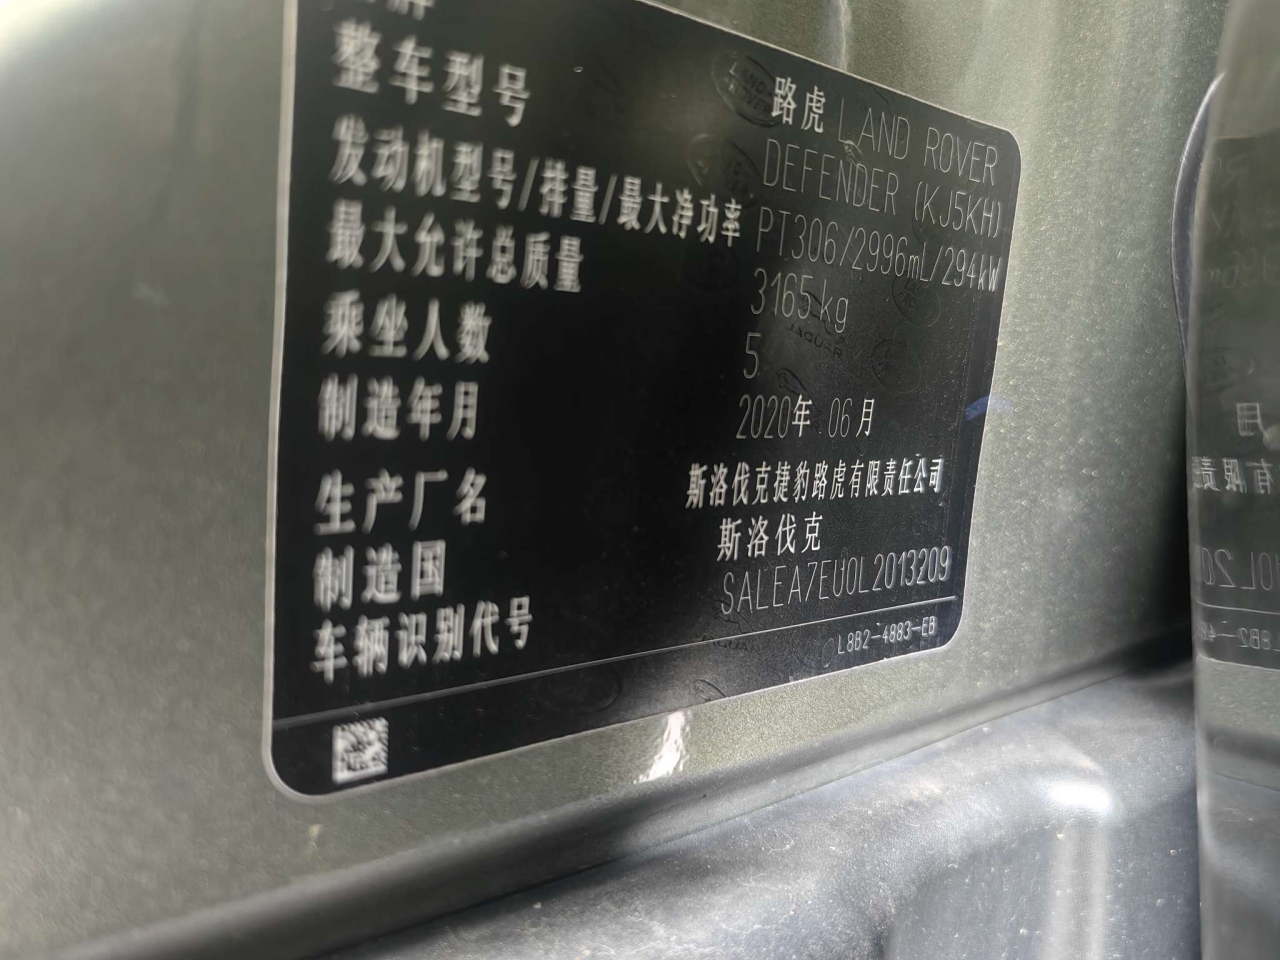 品牌 路虎 LAND ROVER
整车型号 DEFENDER (KJ5KH)
发动机型号/排量/最大净功率 PT306/2996mL/294kW
最大允许总质量 3165 kg
乘坐人数 5
制造年月 2020年 06月
生产厂名 斯洛伐克捷豹路虎有限责任公司
制造国 斯洛伐克
车辆识别代号 SALEA7EU0L2013209
L8B2-4883-EB